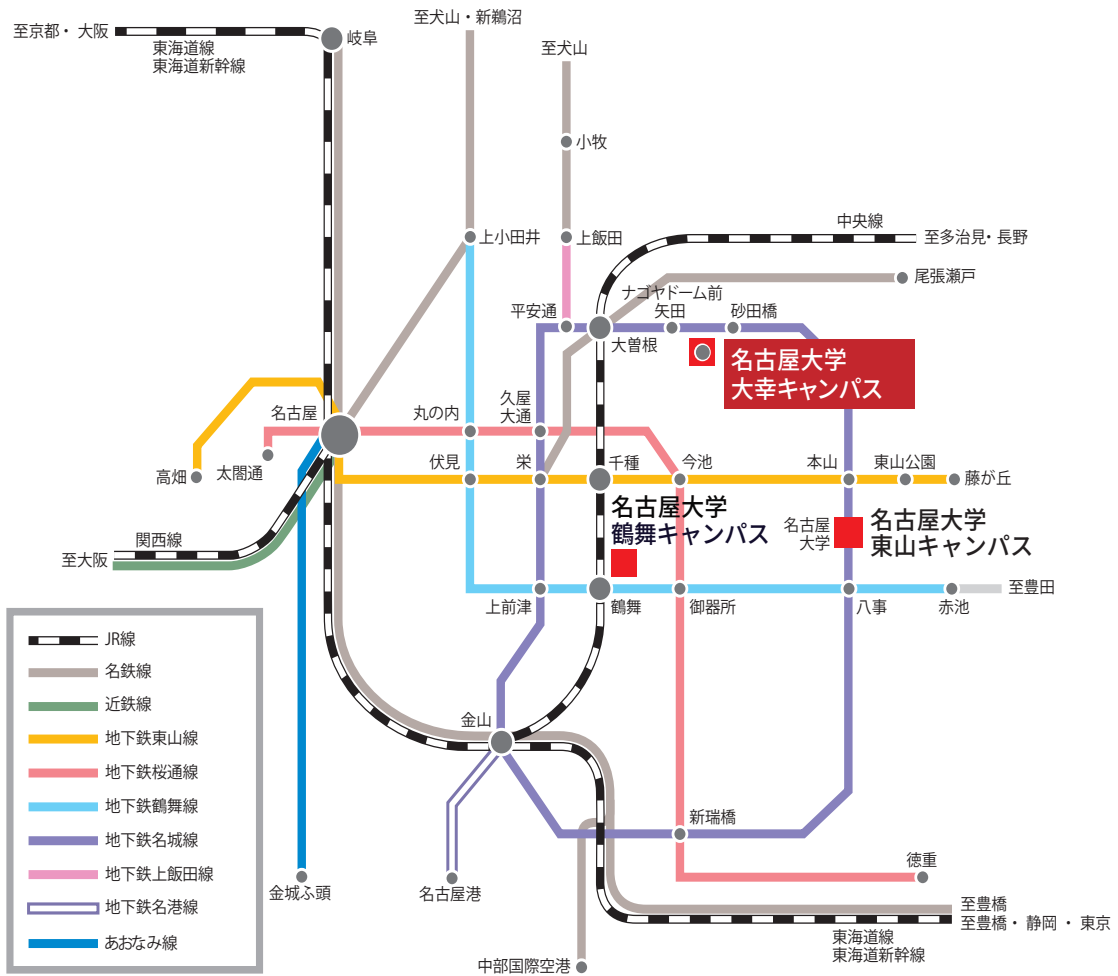 至犬山・新鵜沼
至京都・ 大阪
岐阜
東海道線
東海道新幹線
至犬山
小牧
中央線
上小田井
上飯田
至多治見・長野
尾張瀬戸
ナゴヤドーム前
矢田
平安通
砂田橋
大曽根
名古屋大学
大幸キャンパス
久屋
大通
丸の内
名古屋
伏見
栄
千種
今池
本山
東山公園
藤が丘
高畑
太閤通
名古屋大学
鶴舞キャンパス
名古屋
大学
名古屋大学
東山キャンパス
関西線
至大阪
上前津
鶴舞
御器所
八事
赤池
至豊田
JR線
名鉄線
近鉄線
地下鉄東山線
地下鉄桜通線
地下鉄鶴舞線
地下鉄名城線
地下鉄上飯田線
地下鉄名港線
あおなみ線
金山
新瑞橋
徳重
金城ふ頭
名古屋港
至豊橋
至豊橋・ 静岡 ・ 東京
東海道線
東海道新幹線
中部国際空港